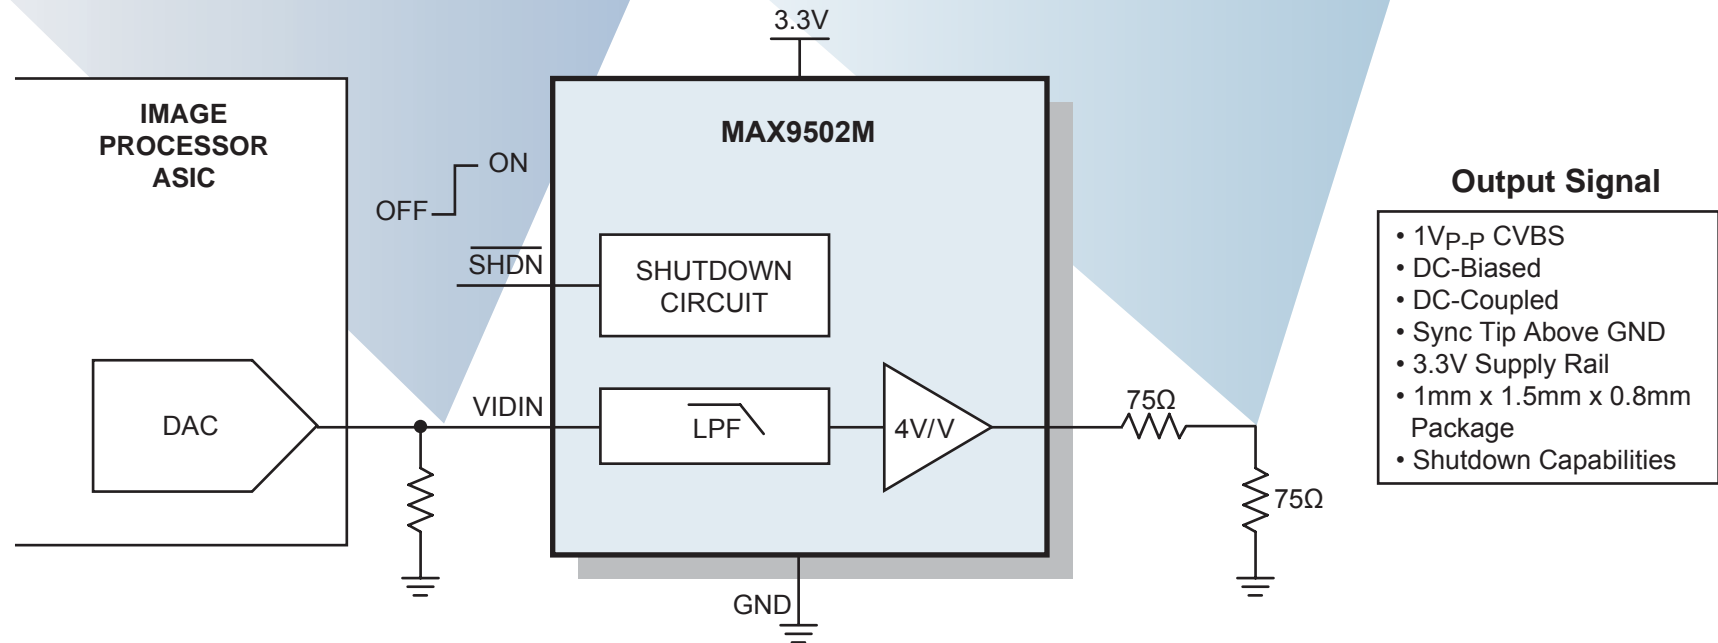 3.3V
IMAGE
PROCESSOR
ASIC
MAX9502M
ON
OFF
SHDN
SHUTDOWN
CIRCUIT
DAC
VIDIN
LPF
4V/V
75Ω
75Ω
GND
Output Signal
• 1VP-P CVBS
• DC-Biased
• DC-Coupled
• Sync Tip Above GND
• 3.3V Supply Rail
• 1mm x 1.5mm x 0.8mm
Package
• Shutdown Capabilities